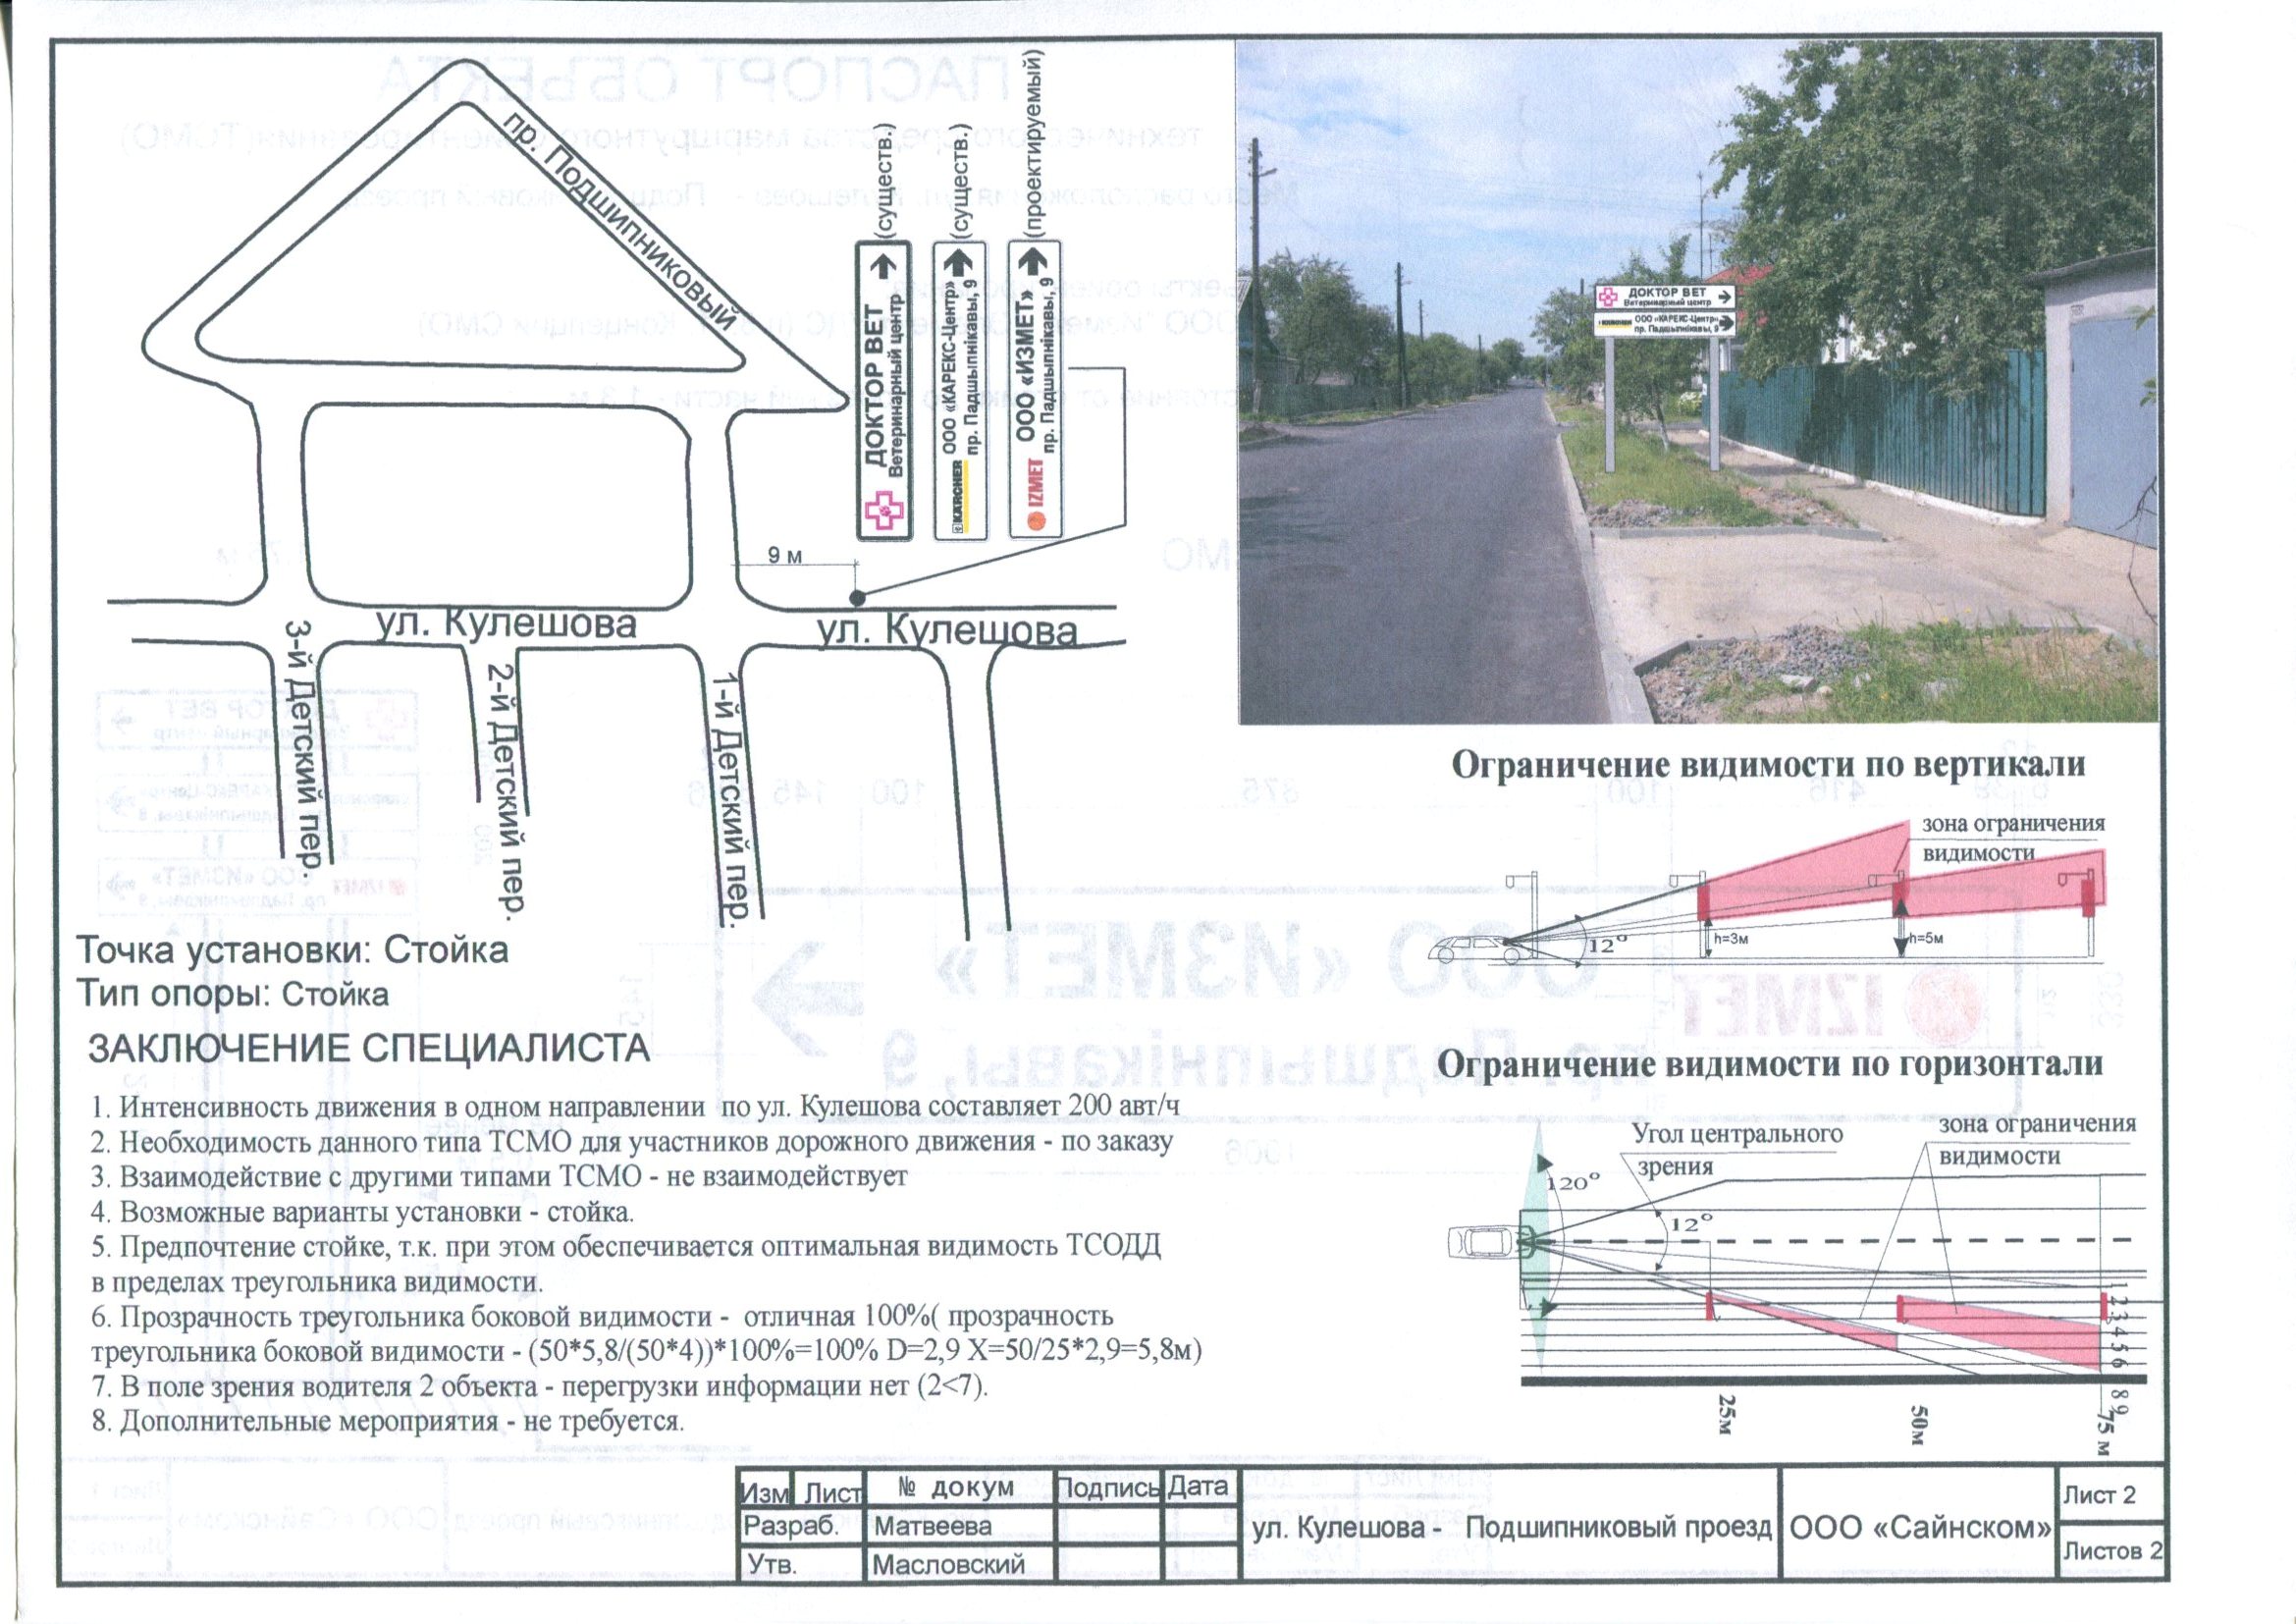 пр. Подшипниковый
(существ.)
(существ.)
(проектируемый)
ДОКТОР ВЕТ
Ветеринарный центр
KARCHER
ООО «КАРЕКС-Центр»
пр. Падшыпнікавы, 9
IZMET
ООО «ИЗМЕТ»
пр. Падшыпнікавы, 9
9 м
ул. Кулешова
ул. Кулешова
3-й Детский пер.
2-й Детский пер.
1-й Детский пер.
ДОКТОР ВЕТ
Ветеринарный центр
KARCHER
ООО «КАРЕКС-Центр»
пр. Падшыпнікавы, 9
Точка установки: Стойка
Тип опоры: Стойка
ЗАКЛЮЧЕНИЕ СПЕЦИАЛИСТА
1. Интенсивность движения в одном направлении по ул. Кулешова составляет 200 авт/ч
2. Необходимость данного типа ТСМО для участников дорожного движения - по заказу
3. Взаимодействие с другими типами ТСМО - не взаимодействует
4. Возможные варианты установки - стойка.
5. Предпочтение стойке, т.к. при этом обеспечивается оптимальная видимость ТСОДД
в пределах треугольника видимости.
6. Прозрачность треугольника боковой видимости - отличная 100%( прозрачность
треугольника боковой видимости - (50*5,8/(50*4))*100%=100% D=2,9 X=50/25*2,9=5,8м)
7. В поле зрения водителя 2 объекта - перегрузки информации нет (2<7).
8. Дополнительные мероприятия - не требуется.
Ограничение видимости по вертикали
зона ограничения
видимости
12°
h=3м
h=5м
Ограничение видимости по горизонтали
Угол центрального
зрения
зона ограничения
видимости
120°
12°
1 2 3 4 5 6 8 9
25м
50м
75 м
Изм Лист № докум Подпись Дата
Разраб. Матвеева
Утв. Масловский
ул. Кулешова - Подшипниковый проезд
ООО «Сайнском»
Лист 2
Листов 2